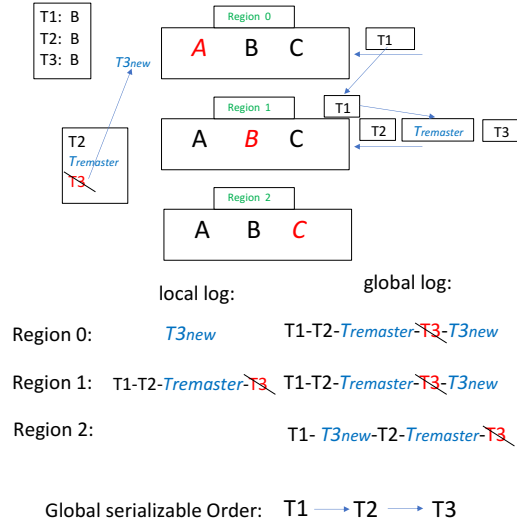 T1: B
T2: B
T3: B
Region 0
A B C
T3new
T1
Region 1
T1
A B C
T2
Tremaster
T3
T2
Tremaster
T3
Region 2
A B C
local log:
global log:
Region 0:
T3new
T1-T2-Tremaster-T3-T3new
Region 1:
T1-T2-Tremaster-T3
T1-T2-Tremaster-T3-T3new
Region 2:
T1- T3new-T2-Tremaster-T3
Global serializable Order: T1 T2 T3